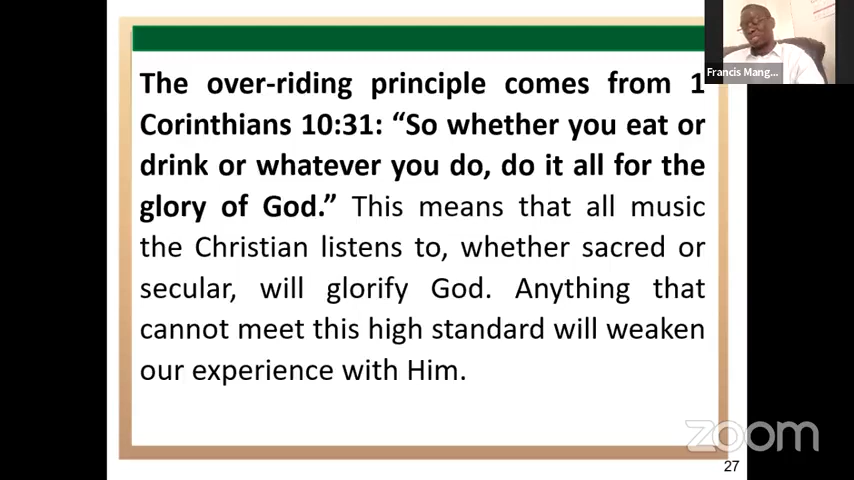 Francis Mang...
The over-riding principle comes from 1
Corinthians 10:31: “So whether you eat or
drink or whatever you do, do it all for the
glory of God.” This means that all music
the Christian listens to, whether sacred or
secular, will glorify God. Anything that
cannot meet this high standard will weaken
our experience with Him.
zoom
27